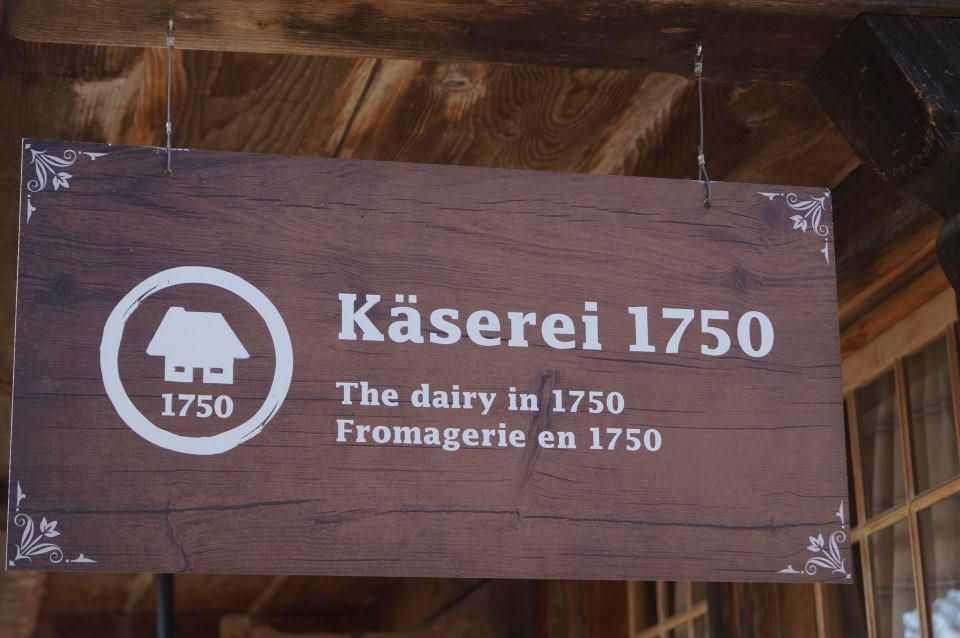 Käserei 1750
The dairy in 1750
Fromagerie en 1750
1750